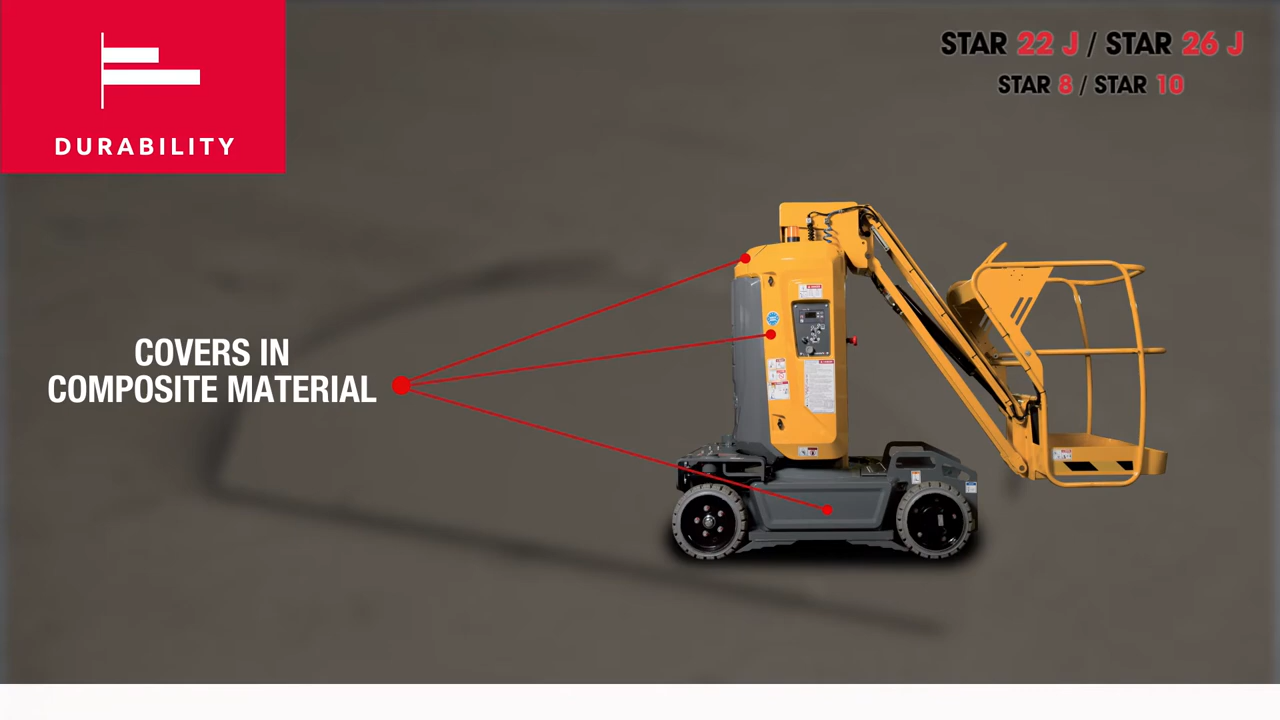 DURABILITY
STAR 22 J / STAR 26 J
STAR 8 / STAR 10
COVERS IN
COMPOSITE MATERIAL